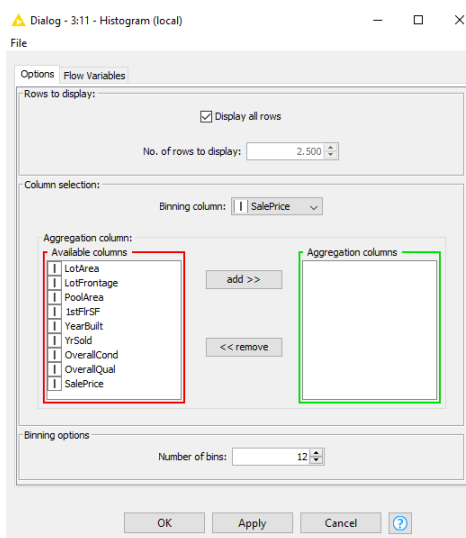 Dialog - 3:11 - Histogram (local)
File
Options Flow Variables
Rows to display:
Display all rows
No. of rows to display: 2.500
Column selection:
Binning column: I SalePrice
Aggregation column:
Available columns
Aggregation columns
I LotArea
I LotFrontage
I PoolArea
I 1stFlrSF
I YearBuilt
I YrSold
I OverallCond
I OverallQual
I SalePrice
add >>
<< remove
Binning options
Number of bins: 12
OK Apply Cancel ?